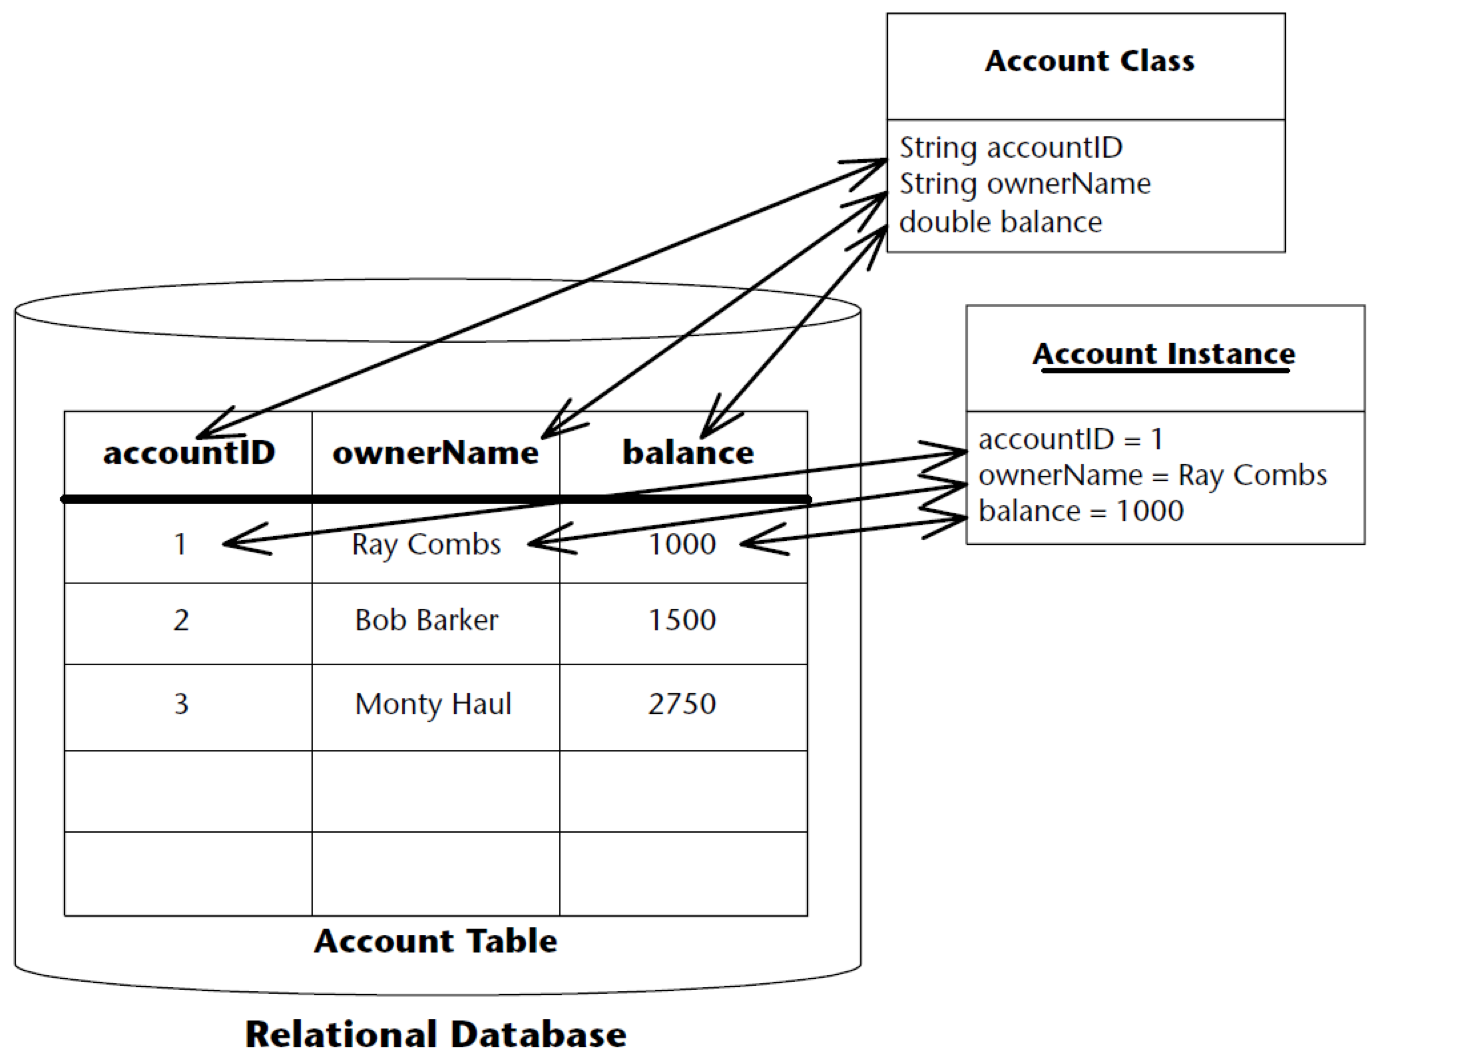 Account Class
String accountID
String ownerName
double balance
Account Instance
accountID = 1
ownerName = Ray Combs
balance = 1000
accountID ownerName balance
1 Ray Combs 1000
2 Bob Barker 1500
3 Monty Haul 2750
Account Table
Relational Database